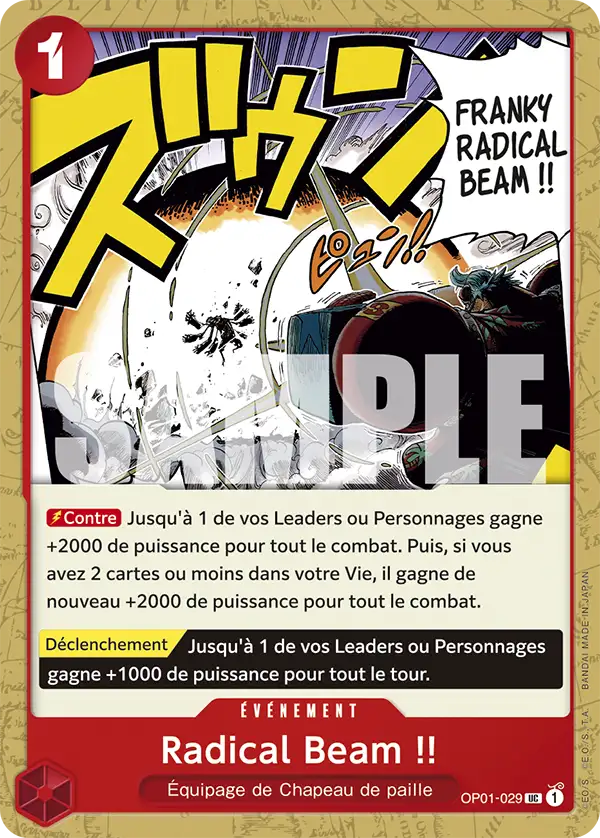 1
ズウン
FRANKY
RADICAL
BEAM !!
ピュン!!
SAMPLE
Contre Jusqu'à 1 de vos Leaders ou Personnages gagne
+2000 de puissance pour tout le combat. Puis, si vous
avez 2 cartes ou moins dans votre Vie, il gagne de
nouveau +2000 de puissance pour tout le combat.
Déclenchement Jusqu'à 1 de vos Leaders ou Personnages
gagne +1000 de puissance pour tout le tour.
ÉVÉNEMENT
Radical Beam !!
Équipage de Chapeau de paille
OP01-029 UC 1
©E.O./S., T.A. BANDAI MADE IN JAPAN